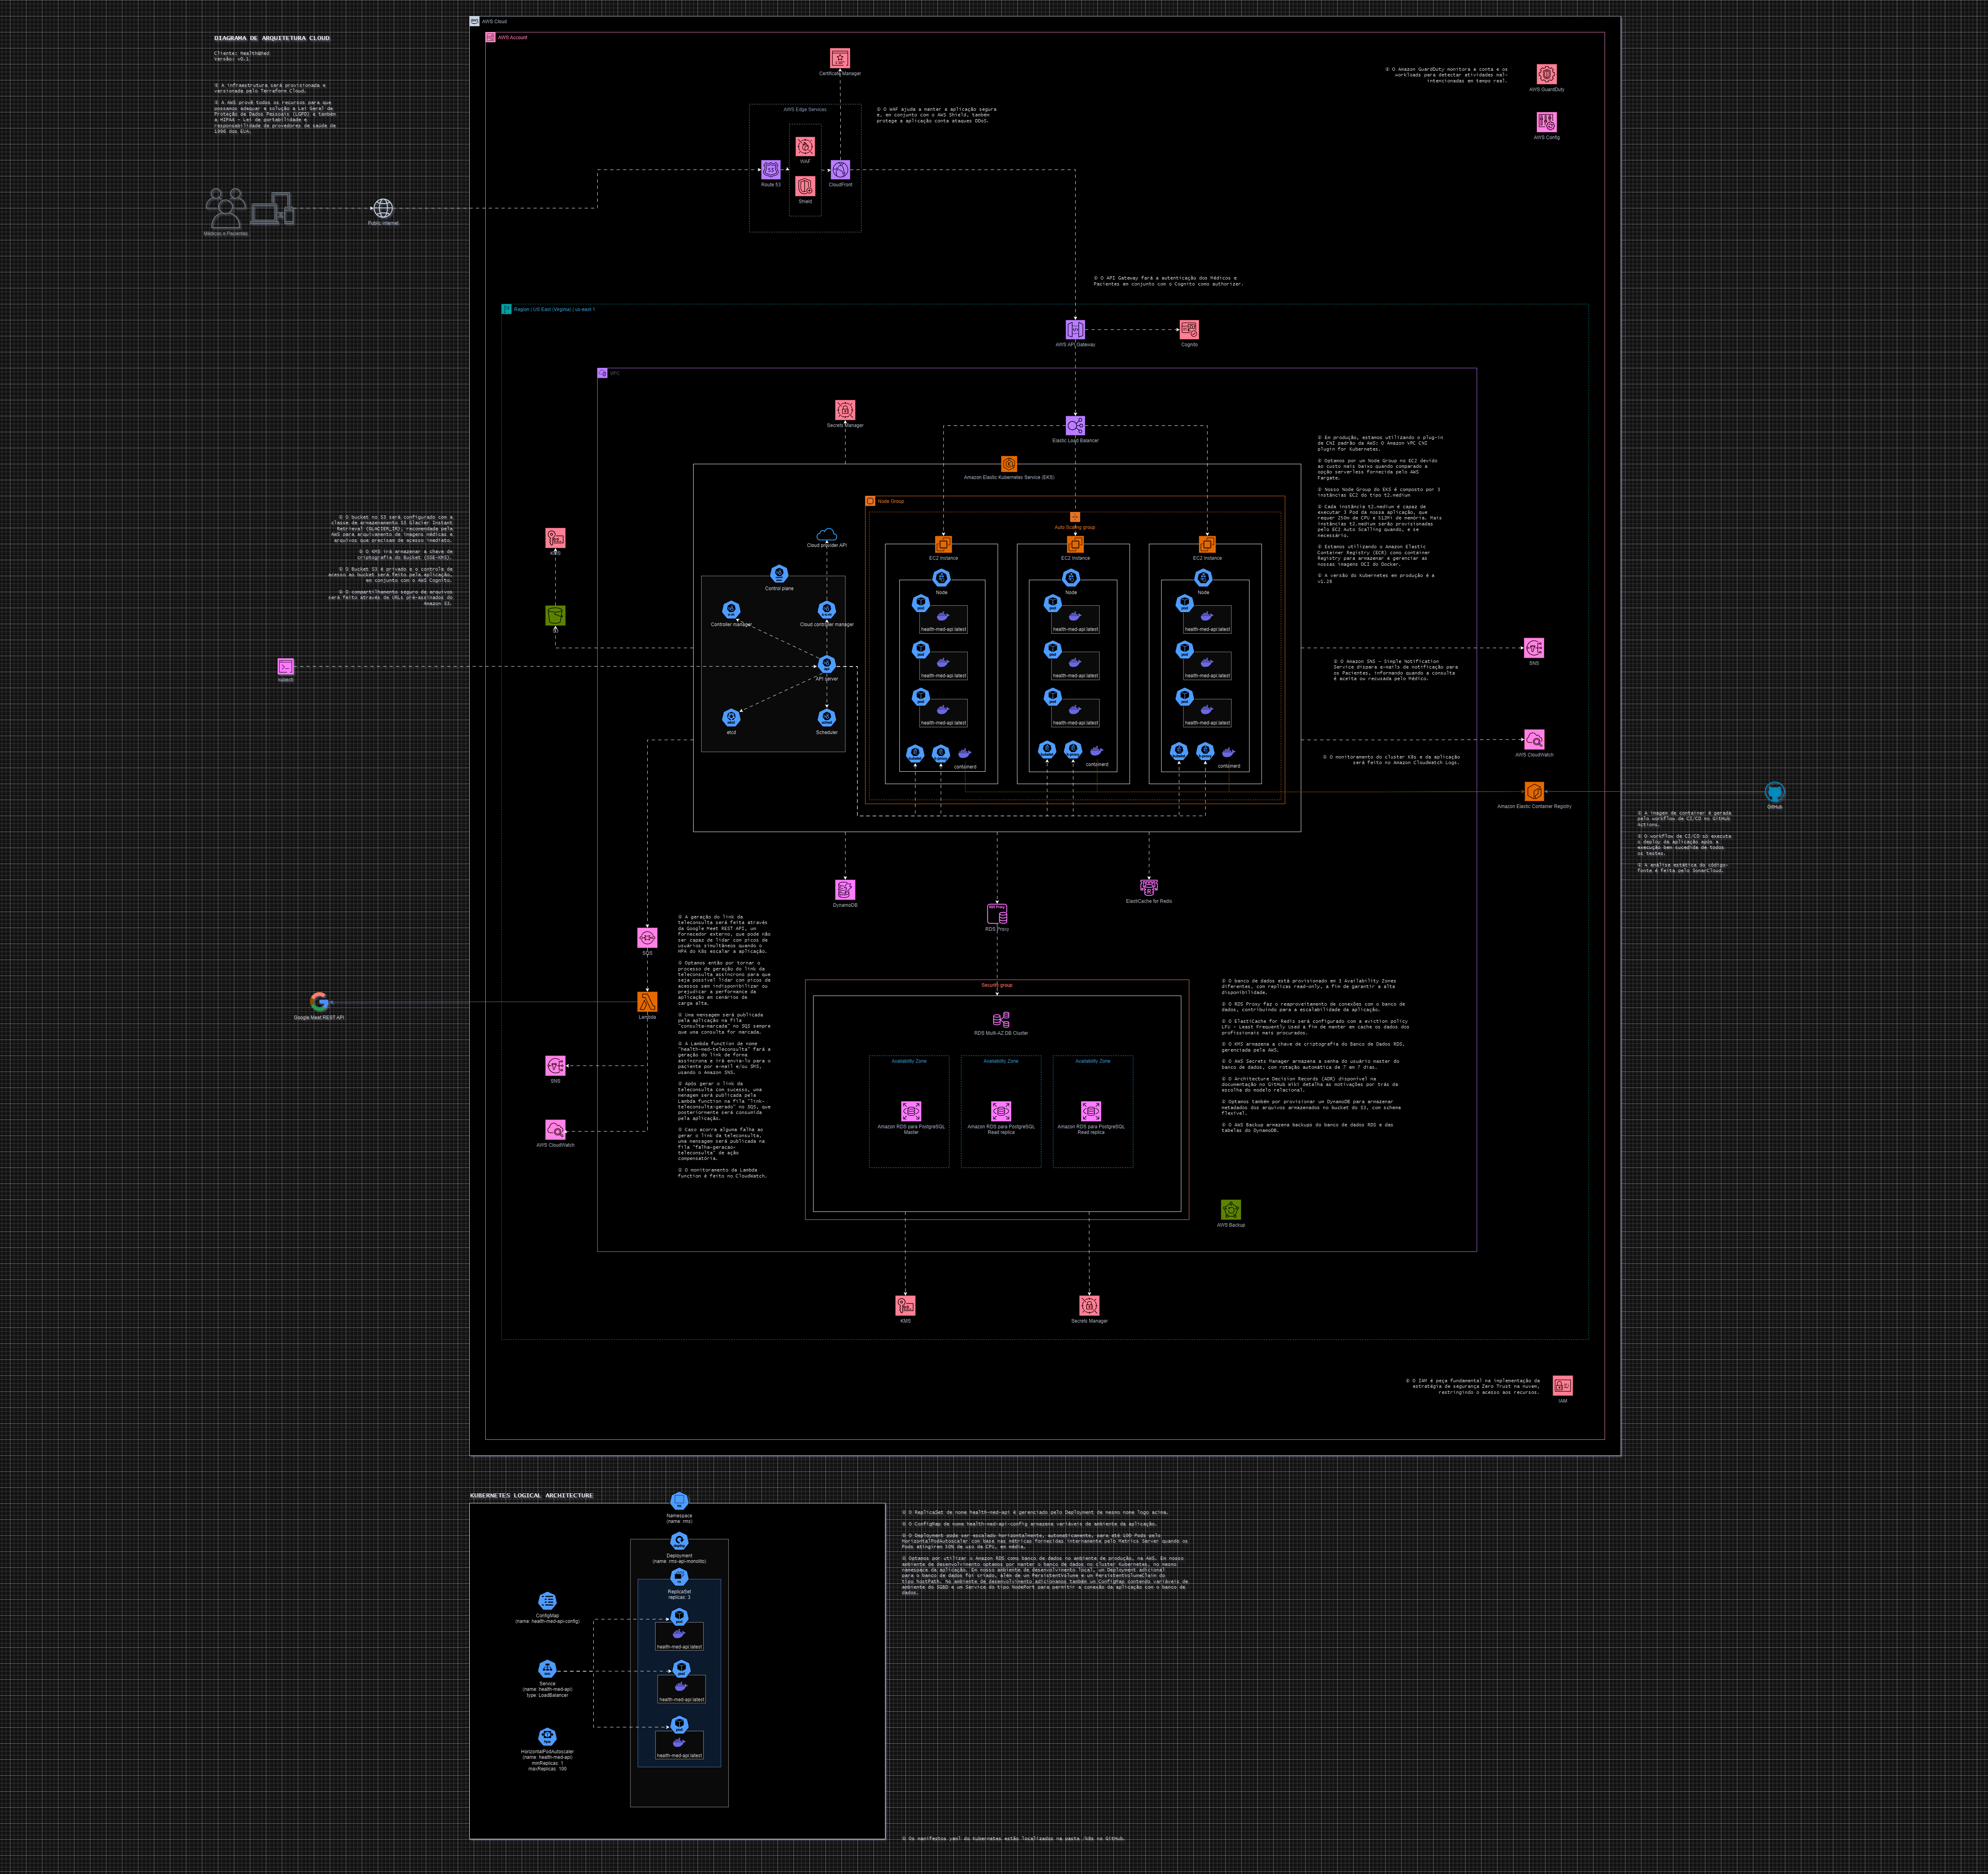 AWS Cloud
AWS Account
DIAGRAMA DE ARQUITETURA CLOUD
Cliente: Health&Med
Versão: v0.1
① A infraestrutura será provisionada e
versionada pelo Terraform Cloud.
② A AWS provê todos os recursos para que
possamos adequar a solução a Lei Geral de
Proteção de Dados Pessoais (LGPD) e também
a HIPAA - Lei de portabilidade e
responsabilidade de provedores de saúde de
1996 dos EUA.
Certificate Manager
① O Amazon GuardDuty monitora a conta e os
workloads para detectar atividades mal-
intencionadas em tempo real.
AWS GuardDuty
AWS Config
AWS Edge Services
① O WAF ajuda a manter a aplicação segura
e, em conjunto com o AWS Shield, também
protege a aplicação conta ataques DDoS.
WAF
Route 53
Shield
CloudFront
Médicos e Pacientes
Public internet
① O API Gateway fará a autenticação dos Médicos e
Pacientes em conjunto com o Cognito como authorizer.
Region | US East (Virginia) | us-east-1
AWS API Gateway
Cognito
VPC
Secrets Manager
Elastic Load Balancer
Amazon Elastic Kubernetes Service (EKS)
① Em produção, estamos utilizando o plug-in
de CNI padrão da AWS: O Amazon VPC CNI
plugin for Kubernetes.
② Optamos por um Node Group no EC2 devido
ao custo mais baixo quando comparado a
opção serverless fornecida pelo AWS
Fargate.
③ Nosso Node Group do EKS é composto por 3
instâncias EC2 do tipo t2.medium
④ Cada instância t2.medium é capaz de
executar 3 Pod da nossa aplicação, que
requer 250m de CPU e 512Mi de memória. Mais
instâncias t2.medium serão provisionadas
pelo EC2 Auto Scalling quando, e se
necessário.
⑤ Estamos utilizando o Amazon Elastic
Container Registry (ECR) como container
Registry para armazenar e gerenciar as
nossas imagens OCI do Docker.
⑥ A versão do Kubernetes em produção é a
v1.28
① O bucket no S3 será configurado com a
classe de armazenamento S3 Glacier Instant
Retrieval (GLACIER_IR), recomendada pela
AWS para arquivamento de imagens médicas e
arquivos que precisam de acesso imediato.
② O KMS irá armazenar a chave de
criptografia do Bucket (SSE-KMS).
③ O Bucket S3 é privado e o controle de
acesso ao bucket será feito pela aplicação,
em conjunto com o AWS Cognito.
④ O compartilhamento seguro de arquivos
será feito através de URLs pré-assinadas do
Amazon S3.
KMS
S3
kubectl
Control plane
Cloud provider API
Controller manager
Cloud controller manager
API server
etcd
Scheduler
Node Group
Auto Scaling group
EC2 Instance
EC2 Instance
EC2 Instance
Node
Node
Node
health-med-api:latest
health-med-api:latest
health-med-api:latest
health-med-api:latest
health-med-api:latest
health-med-api:latest
health-med-api:latest
health-med-api:latest
health-med-api:latest
containerd
containerd
containerd
SNS
① O Amazon SNS - Simple Notification
Service dispara e-mails de notificação para
os Pacientes, informando quando a consulta
é aceita ou recusada pelo Médico.
AWS CloudWatch
① O monitoramento do cluster K8s e da aplicação
será feito no Amazon CloudWatch Logs.
Amazon Elastic Container Registry
GitHub
① A imagem de container é gerada
pelo workflow de CI/CD no GitHub
Actions.
② O workflow de CI/CD só executa
o deploy da aplicação após a
execução bem sucedida de todos
os testes.
③ A análise estática do código-
fonte é feita pelo SonarCloud.
DynamoDB
RDS Proxy
ElastiCache for Redis
SQS
Lambda
Google Meet REST API
SNS
AWS CloudWatch
① A geração do link da
teleconsulta será feita através
da Google Meet REST API, um
fornecedor externo, que pode não
ser capaz de lidar com picos de
usuários simultâneos quando o
HPA do K8s escalar a aplicação.
② Optamos então por tornar o
processo de geração do link da
teleconsulta assíncrono para que
seja possível lidar com picos de
acessos sem indisponibilizar ou
prejudicar a performance da
aplicação em cenários de
carga alta.
③ Uma mensagem será publicada
pela aplicação na fila
"consulta-marcada" no SQS sempre
que uma consulta for marcada.
④ A Lambda function de nome
"health-med-teleconsulta" fará a
geração do link de forma
assíncrona e irá enviá-lo para o
paciente por e-mail e/ou SMS,
usando o Amazon SNS.
⑤ Após gerar o link da
teleconsulta com sucesso, uma
menagem será publicada pela
Lambda function na fila "link-
teleconsulta-gerado" no SQS, que
posteriormente será consumida
pela aplicação.
⑥ Caso acorra alguma falha ao
gerar o link da teleconsulta,
uma mensagem será publicada na
fila "falha-geracao-
teleconsulta" de ação
compensatória.
⑦ O monitoramento da Lambda
function é feito no CloudWatch.
Security group
RDS Multi-AZ DB Cluster
Availability Zone
Availability Zone
Availability Zone
Amazon RDS para PostgreSQL
Master
Amazon RDS para PostgreSQL
Read replica
Amazon RDS para PostgreSQL
Read replica
① O banco de dados está provisionado em 3 Availability Zones
diferentes, com réplicas read-only, a fim de garantir a alta
disponibilidade.
② O RDS Proxy faz o reaproveitamento de conexões com o banco de
dados, contribuindo para a escalabilidade da aplicação.
③ O ElastiCache for Redis será configurado com a eviction policy
LFU - Least Frequently Used a fim de manter em cache os dados dos
profissionais mais procurados.
④ O KMS armazena a chave de criptografia do Banco de Dados RDS,
gerenciada pela AWS.
⑤ O AWS Secrets Manager armazena a senha do usuário master do
banco de dados, com rotação automática de 7 em 7 dias.
⑥ O Architecture Decision Records (ADR) disponível na
documentação no GitHub Wiki detalha as motivações por trás da
escolha do modelo relacional.
⑦ Optamos também por provisionar um DynamoDB para armazenar
metadados dos arquivos armazenados no bucket do S3, com schema
flexível.
⑧ O AWS Backup armazena backups do banco de dados RDS e das
tabelas do DynamoDB.
AWS Backup
KMS
Secrets Manager
① O IAM é peça fundamental na implementação da
estratégia de segurança Zero Trust na nuvem,
restringindo o acesso aos recursos.
IAM
KUBERNETES LOGICAL ARCHITECTURE
Namespace
(name: rms)
Deployment
(name: rms-api-monolito)
ReplicaSet
replicas: 3
ConfigMap
(name: health-med-api-config)
health-med-api:latest
Service
(name: health-med-api)
type: LoadBalancer
health-med-api:latest
HorizontalPodAutoscaler
(name: health-med-api)
minReplicas: 1
maxReplicas: 100
health-med-api:latest
① O ReplicaSet de nome health-med-api é gerenciado pelo Deployment de mesmo nome logo acima.
② O ConfigMap de nome health-med-api-config armazena variáveis de ambiente da aplicação.
③ O Deployment pode ser escalado horizontalmente, automaticamente, para até 100 Pods pelo
HorizontalPodAutoscaler com base nas métricas fornecidas internamente pelo Metrics Server quando os
Pods atingirem 50% de uso de CPU, em média.
④ Optamos por utilizar o Amazon RDS como banco de dados no ambiente de produção, na AWS. Em nosso
ambiente de desenvolvimento optamos por manter o banco de dados no cluster Kubernetes, no mesmo
namespace da aplicação. Em nosso ambiente de desenvolvimento local, um Deployment adicional
para o banco de dados foi criado, além de um PersistentVolume e um PersistentVolumeClaim do
tipo hostPath. No ambiente de desenvolvimento adicionamos também um ConfigMap contendo variáveis de
ambiente do SGBD e um Service do tipo NodePort para permitir a conexão da aplicação com o banco de
dados.
① Os manifestos yaml do Kubernetes estão localizados na pasta /k8s no GitHub.